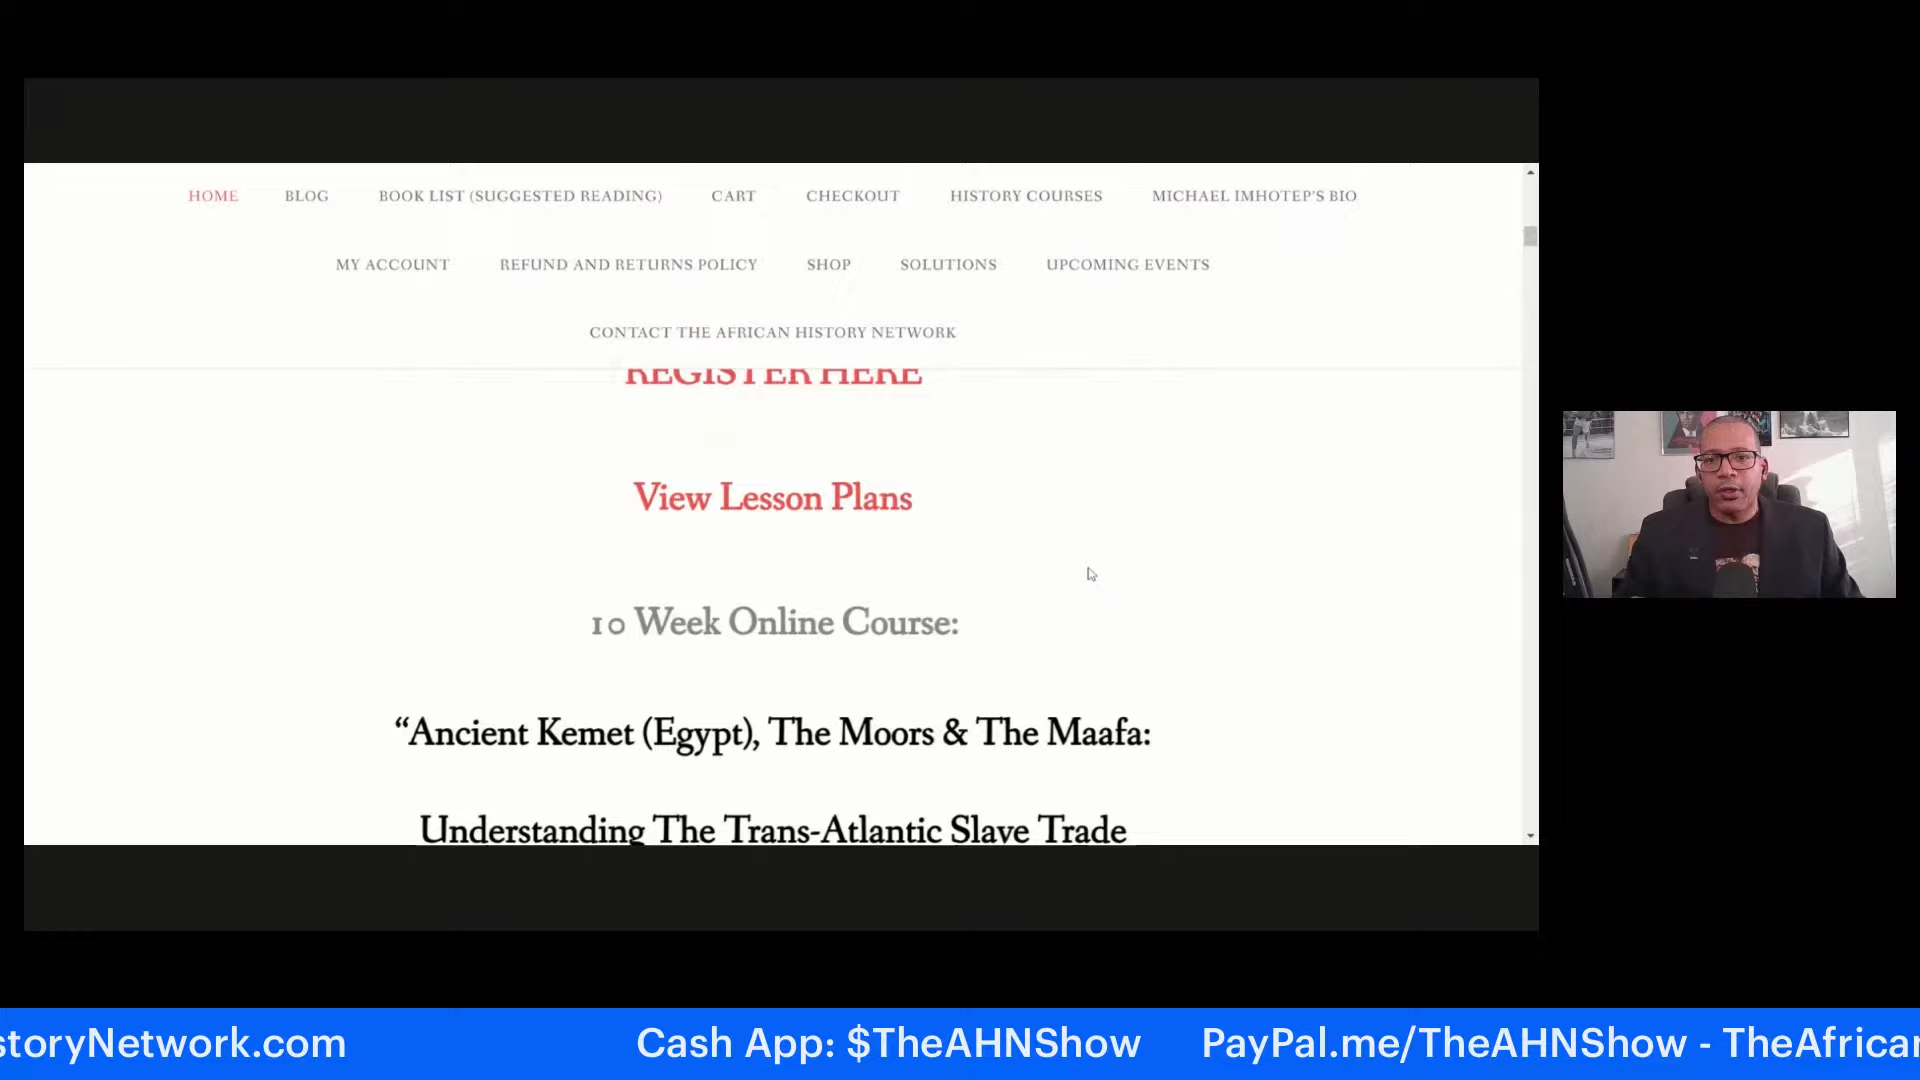 HOME BLOG BOOK LIST (SUGGESTED READING) CART CHECKOUT HISTORY COURSES MICHAEL IMHOTEP'S BIO
MY ACCOUNT REFUND AND RETURNS POLICY SHOP SOLUTIONS UPCOMING EVENTS
CONTACT THE AFRICAN HISTORY NETWORK
REGISTER HERE
View Lesson Plans
10 Week Online Course:
“Ancient Kemet (Egypt), The Moors & The Maafa:
Understanding The Trans-Atlantic Slave Trade
storyNetwork.com Cash App: $TheAHNShow PayPal.me/TheAHNShow - TheAfrican